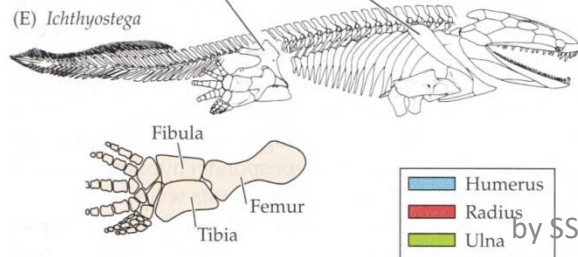 (E) Ichthyostega
Fibula
Femur
Tibia
Humerus
Radius
Ulna
by SS